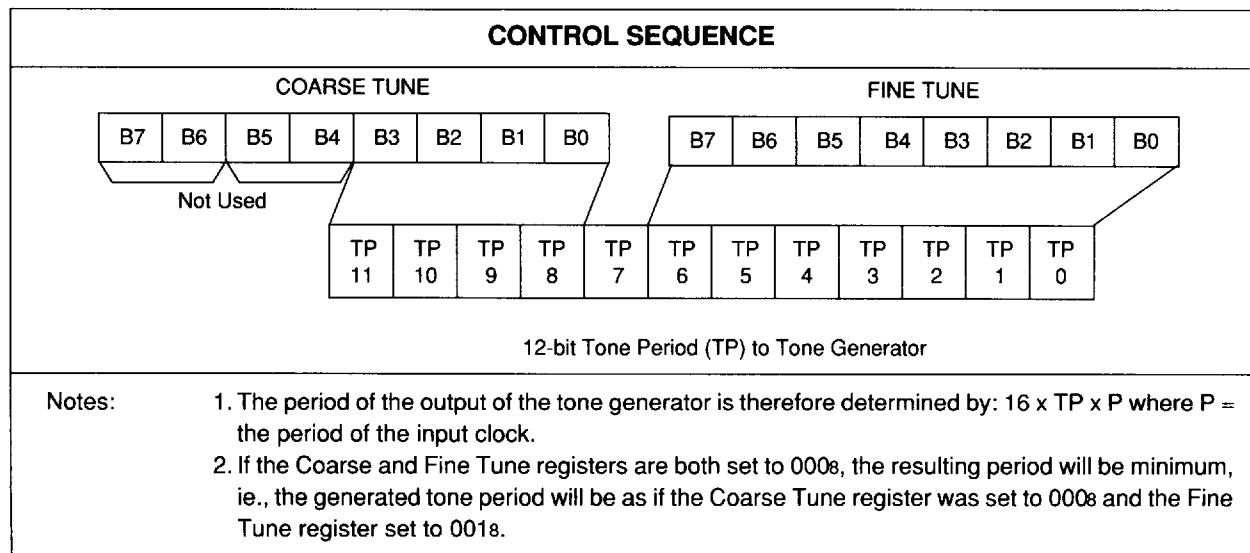 CONTROL SEQUENCE
COARSE TUNE
FINE TUNE
B7 B6 B5 B4 B3 B2 B1 B0
B7 B6 B5 B4 B3 B2 B1 B0
Not Used
TP TP TP TP TP TP TP TP TP TP TP TP
11 10 9 8 7 6 5 4 3 2 1 0
12-bit Tone Period (TP) to Tone Generator
Notes: 1. The period of the output of the tone generator is therefore determined by: 16 x TP x P where P =
the period of the input clock.
2. If the Coarse and Fine Tune registers are both set to 0008, the resulting period will be minimum,
ie., the generated tone period will be as if the Coarse Tune register was set to 0008 and the Fine
Tune register set to 0018.